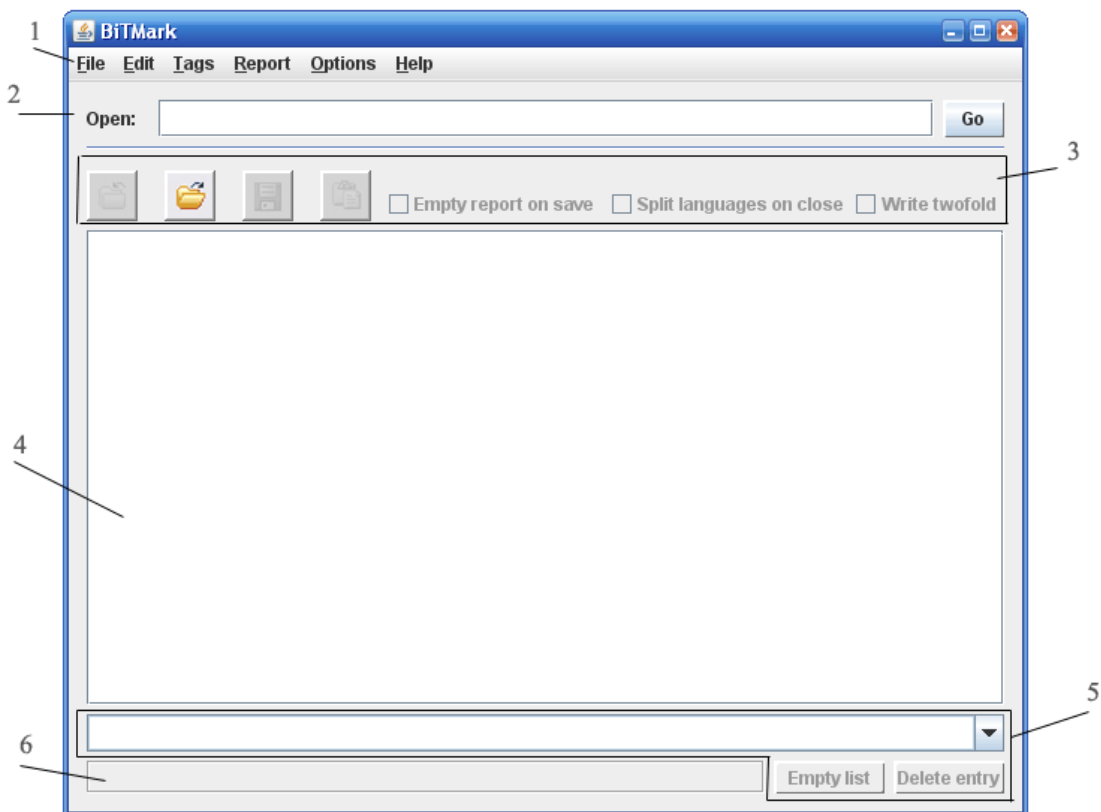 BiTMark
1
File Edit Tags Report Options Help
2
Open: Go
3
Empty report on save Split languages on close Write twofold
4
5
6
Empty list Delete entry